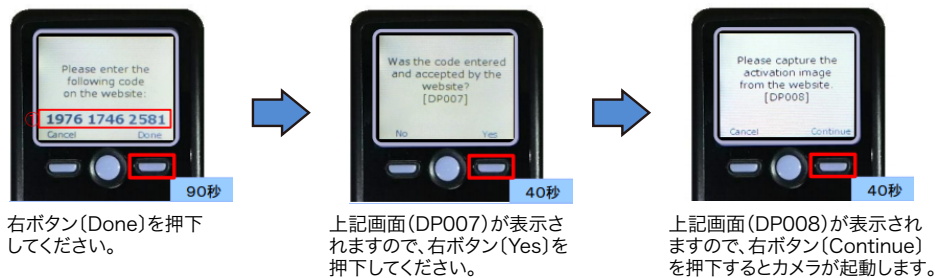 Please enter the
following code
on the website:
1976 1746 2581
Cancel Done
90秒
右ボタン〔Done〕を押下
してください。
Was the code entered
and accepted by the
website?
[DP007]
No Yes
40秒
上記画面(DP007)が表示さ
れますので、右ボタン〔Yes〕を
押下してください。
Please capture the
activation image
from the website.
[DP008]
Cancel Continue
40秒
上記画面(DP008)が表示され
ますので、右ボタン〔Continue〕
を押下するとカメラが起動します。